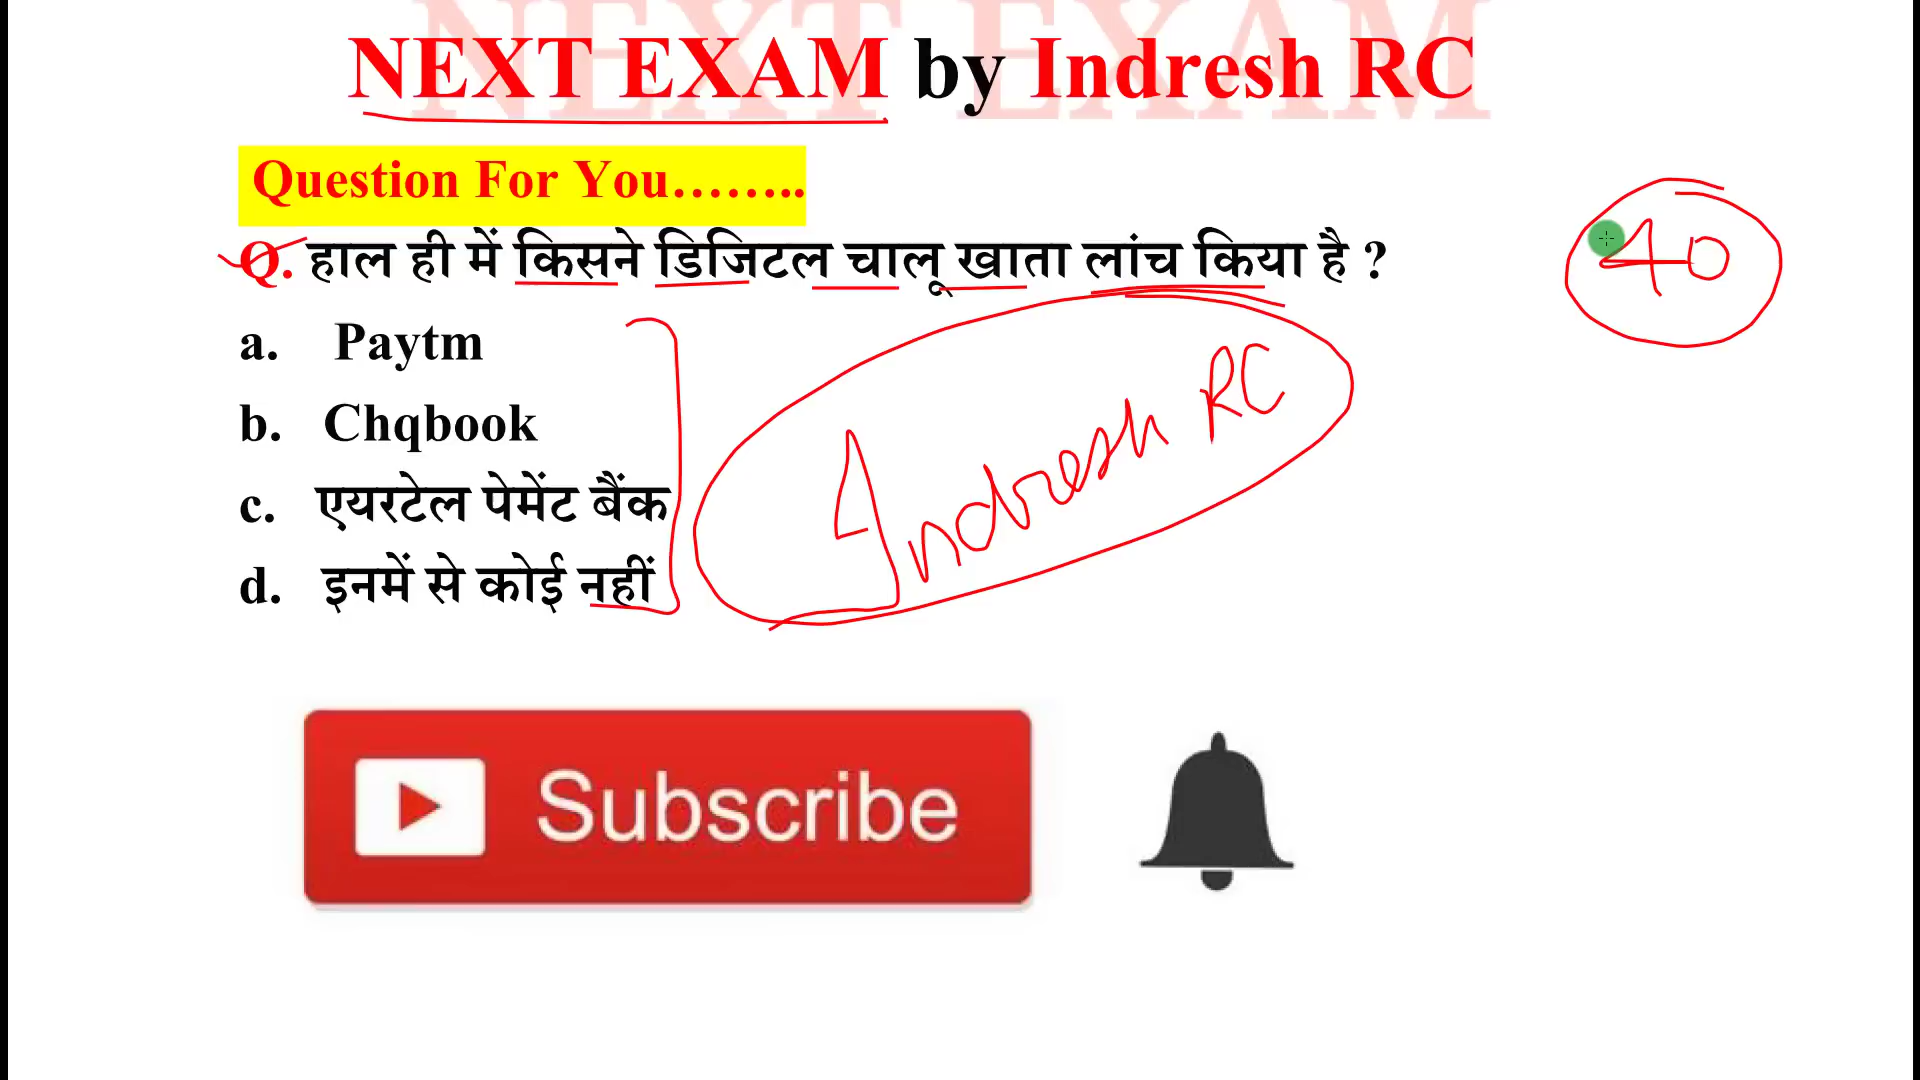 NEXT EXAM by Indresh RC
Question For You……..
Q. हाल ही में किसने डिजिटल चालू खाता लांच किया है ?
40
a. Paytm
b. Chqbook
c. एयरटेल पेमेंट बैंक
d. इनमें से कोई नहीं
Indresh RC
Subscribe